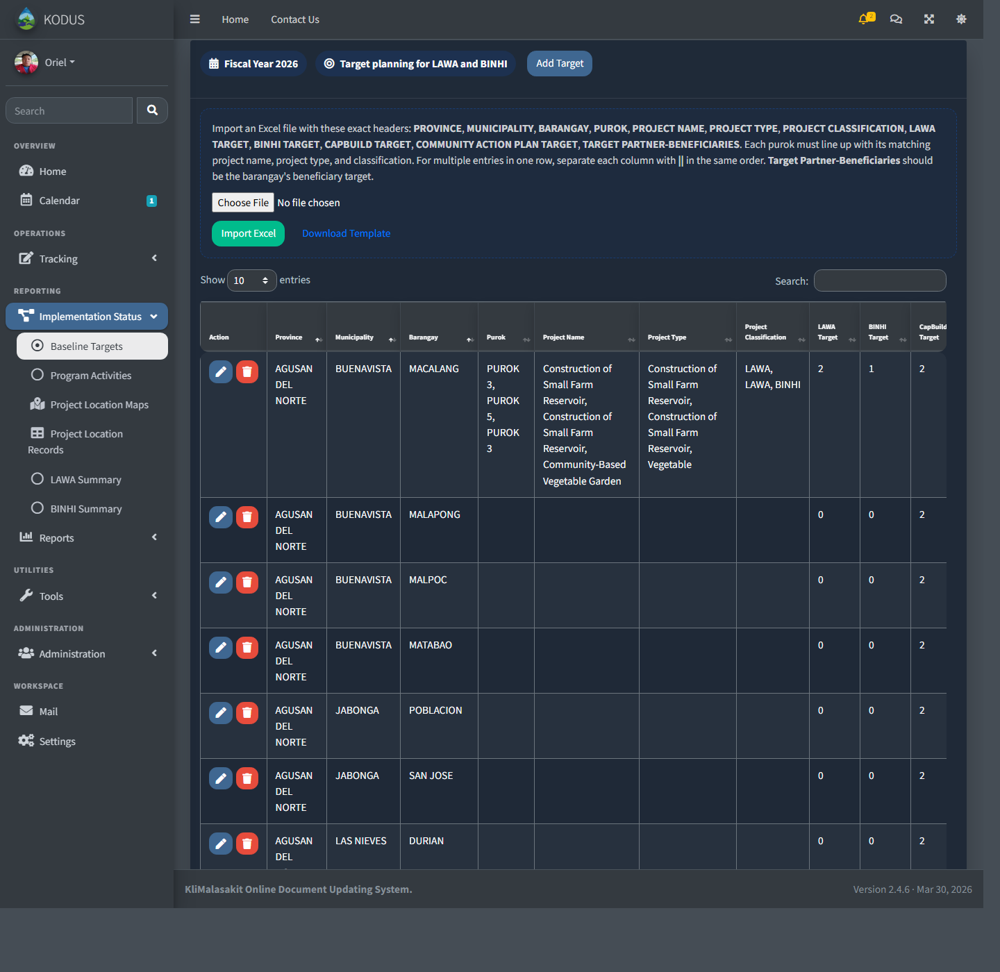 KODUS
Home
Contact Us
2
Oriel
Search
OVERVIEW
Home
Calendar
1
OPERATIONS
Tracking
REPORTING
Implementation Status
Baseline Targets
Program Activities
Project Location Maps
Project Location
Records
LAWA Summary
BINHI Summary
Reports
UTILITIES
Tools
ADMINISTRATION
Administration
WORKSPACE
Mail
Settings
Fiscal Year 2026
Target planning for LAWA and BINHI
Add Target
Import an Excel file with these exact headers: PROVINCE, MUNICIPALITY, BARANGAY, PUROK, PROJECT NAME, PROJECT TYPE, PROJECT CLASSIFICATION, LAWA
TARGET, BINHI TARGET, CAPBUILD TARGET, COMMUNITY ACTION PLAN TARGET, TARGET PARTNER-BENEFICIARIES. Each purok must line up with its matching
project name, project type, and classification. For multiple entries in one row, separate each column with || in the same order. Target Partner-Beneficiaries should
be the barangay's beneficiary target.
Choose File No file chosen
Import Excel
Download Template
Show 10 entries
Search:
Action
Province
Municipality
Barangay
Purok
Project Name
Project Type
Project
Classification
LAWA
Target
BINHI
Target
CapBuild
Target
AGUSAN
DEL
NORTE
BUENAVISTA
MACALANG
PUROK
3,
PUROK
5,
PUROK
3
Construction of
Small Farm
Reservoir,
Construction of
Small Farm
Reservoir,
Community-Based
Vegetable Garden
Construction of
Small Farm
Reservoir,
Construction of
Small Farm
Reservoir,
Vegetable
LAWA,
LAWA, BINHI
2
1
2
AGUSAN
DEL
NORTE
BUENAVISTA
MALAPONG
0
0
2
AGUSAN
DEL
NORTE
BUENAVISTA
MALPOC
0
0
2
AGUSAN
DEL
NORTE
BUENAVISTA
MATABAO
0
0
2
AGUSAN
DEL
NORTE
JABONGA
POBLACION
0
0
2
AGUSAN
DEL
NORTE
JABONGA
SAN JOSE
0
0
2
AGUSAN
DEL
LAS NIEVES
DURIAN
0
0
2
KliMalasakit Online Document Updating System.
Version 2.4.6 · Mar 30, 2026